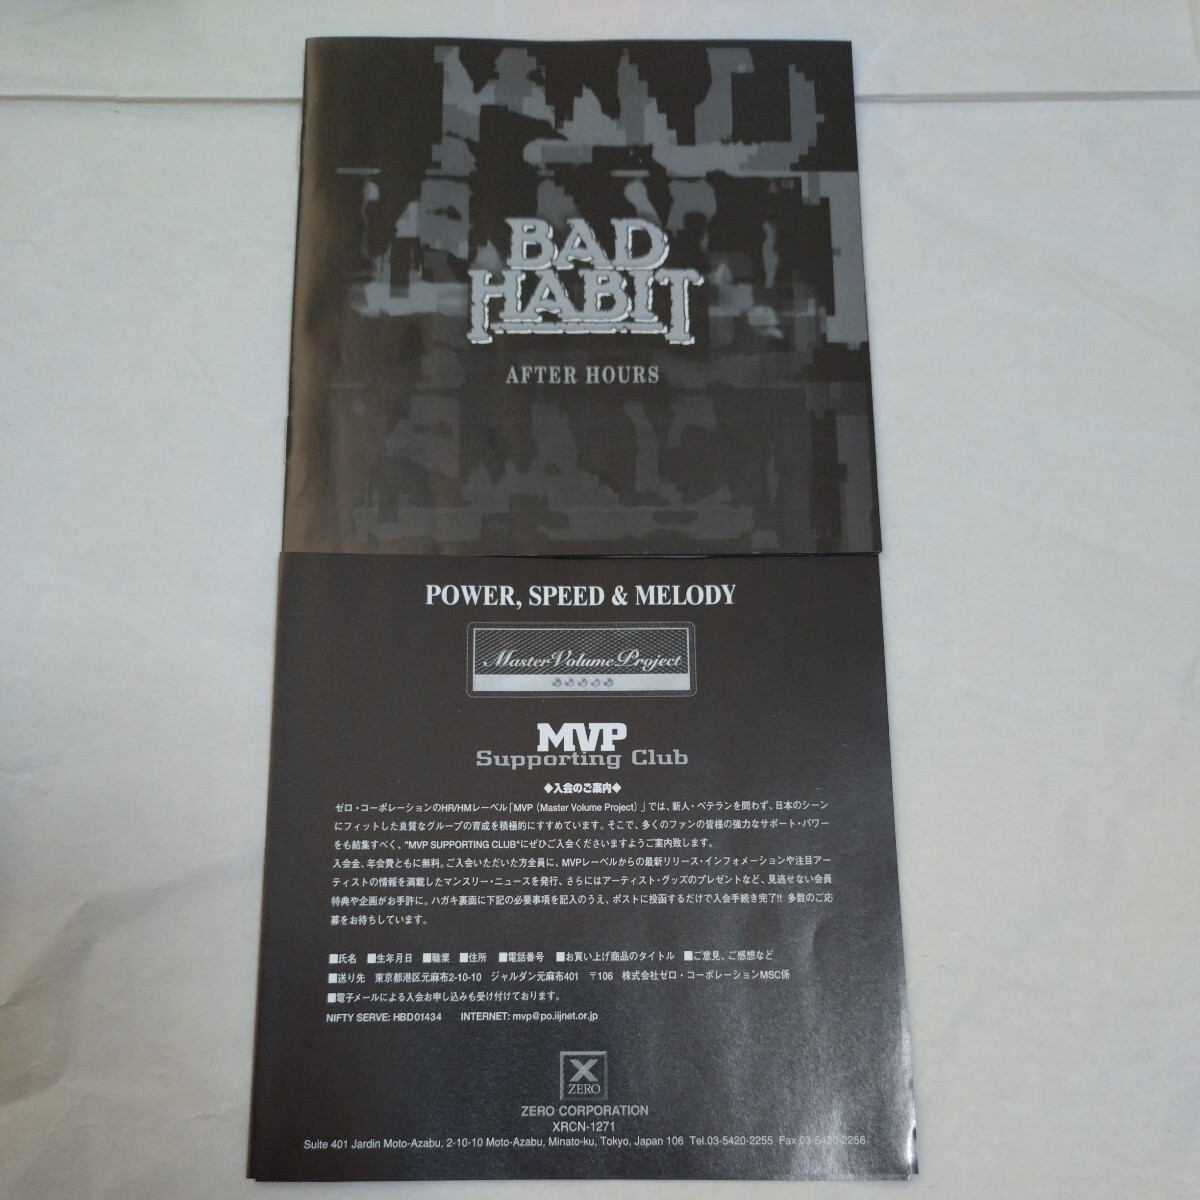 BAD
HABIT
AFTER HOURS
POWER, SPEED & MELODY
Master Volume Project
MVP
Supporting Club
◆入会のご案内◆
ゼロ・コーポレーションのHR/HMレーベル「MVP（Master Volume Project）」では、新人・ベテランを問わず、日本のシーン
にフィットした良質なグループの育成を積極的にすすめています。そこで、多くのファンの皆様の強力なサポート・パワー
をも結集すべく、"MVP SUPPORTING CLUB"にぜひご入会くださいますようご案内致します。
入会金、年会費ともに無料。ご入会いただいた方全員に、MVPレーベルからの最新リリース・インフォメーションや注目アー
ティストの情報を満載したマンスリー・ニュースを発行、さらにはアーティスト・グッズのプレゼントなど、見逃せない会員
特典や企画がお手許に。ハガキ裏面に下記の必要事項を記入のうえ、ポストに投函するだけで入会手続き完了!! 多数のご応
募をお待ちしています。
■氏名 ■生年月日 ■職業 ■住所 ■電話番号 ■お買い上げ商品のタイトル ■ご意見、ご感想など
■送り先 東京都港区元麻布2-10-10 ジャルダン元麻布401 〒106 株式会社ゼロ・コーポレーションMSC係
■電子メールによる入会お申し込みも受け付けております。
NIFTY SERVE: HBD01434 INTERNET: mvp@po.iijnet.or.jp
X
ZERO
ZERO CORPORATION
XRCN-1271
Suite 401 Jardin Moto-Azabu, 2-10-10 Moto-Azabu, Minato-ku, Tokyo, Japan 106 Tel.03-5420-2255 Fax.03-5420-2256